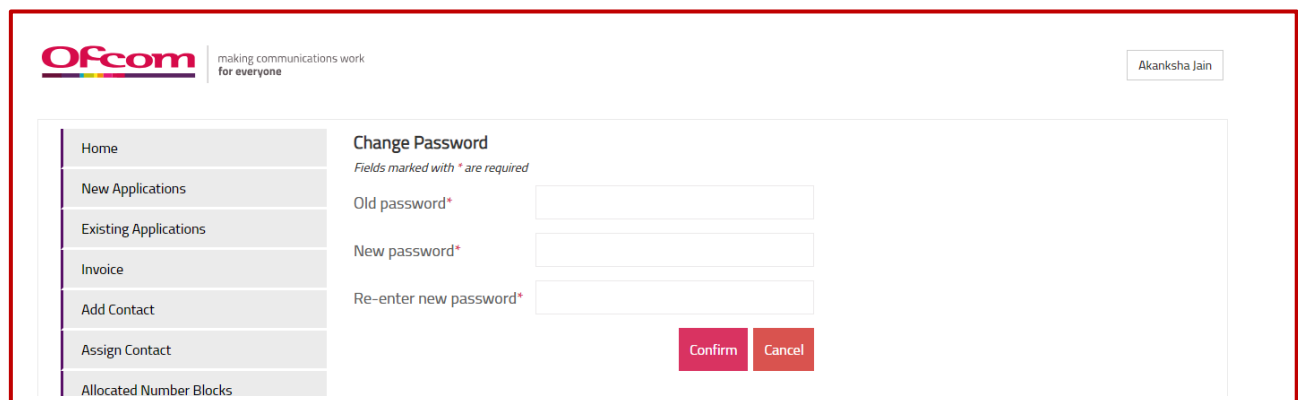 Ofcom
making communications work
for everyone
Akanksha Jain
Home
New Applications
Existing Applications
Invoice
Add Contact
Assign Contact
Allocated Number Blocks
Change Password
Fields marked with * are required
Old password*
New password*
Re-enter new password*
Confirm
Cancel